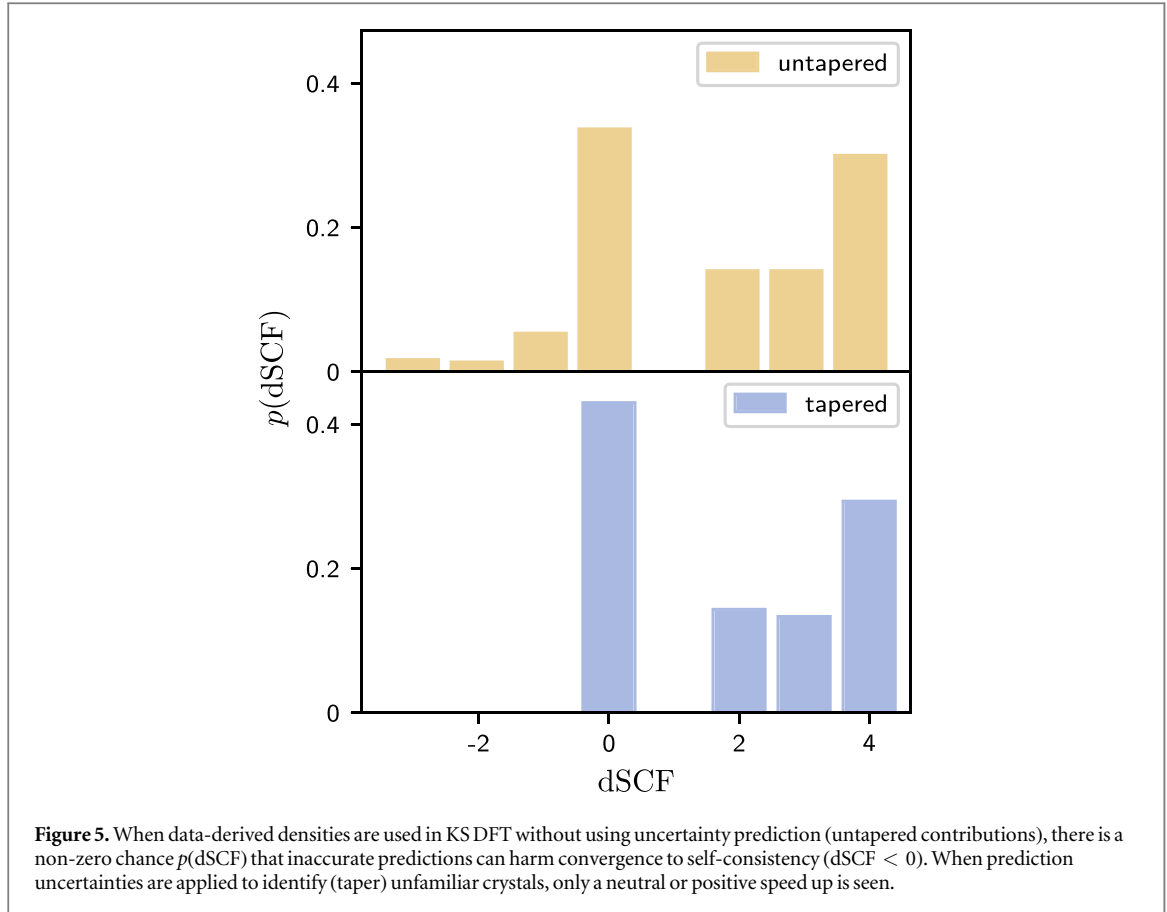 untapered
0.4
0.2
0
p(dSCF)
tapered
0.4
0.2
0
-2 0 2 4
dSCF
Figure 5. When data-derived densities are used in KS DFT without using uncertainty prediction (untapered contributions), there is a
non-zero chance p(dSCF) that inaccurate predictions can harm convergence to self-consistency (dSCF < 0). When prediction
uncertainties are applied to identify (taper) unfamiliar crystals, only a neutral or positive speed up is seen.